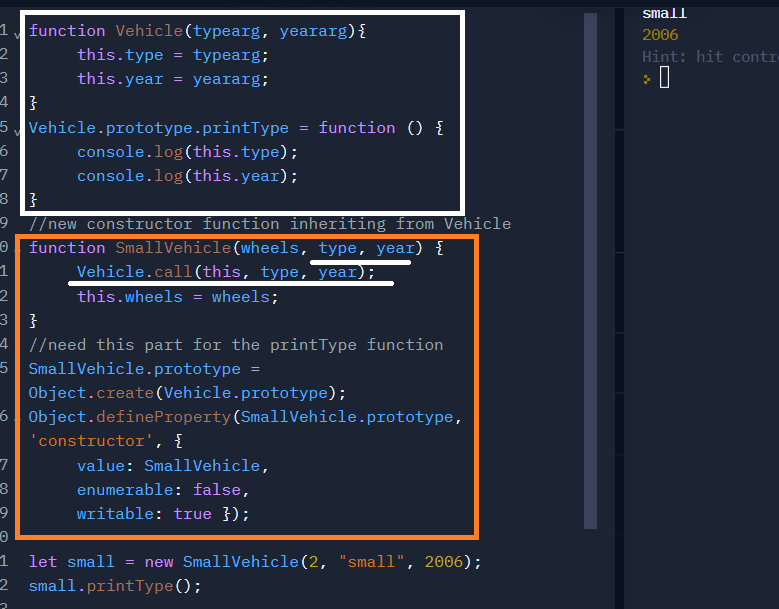 1 function Vehicle(typearg, yeararg){
2 this.type = typearg;
3 this.year = yeararg;
4 }
5 Vehicle.prototype.printType = function () {
6 console.log(this.type);
7 console.log(this.year);
8 }
9 //new constructor function inheriting from Vehicle
0 function SmallVehicle(wheels, type, year) {
1 Vehicle.call(this, type, year);
2 this.wheels = wheels;
3 }
4 //need this part for the printType function
5 SmallVehicle.prototype =
Object.create(Vehicle.prototype);
6 Object.defineProperty(SmallVehicle.prototype,
'constructor', {
7 value: SmallVehicle,
8 enumerable: false,
9 writable: true });
0
1 let small = new SmallVehicle(2, "small", 2006);
2 small.printType();
small
2006
Hint: hit contr